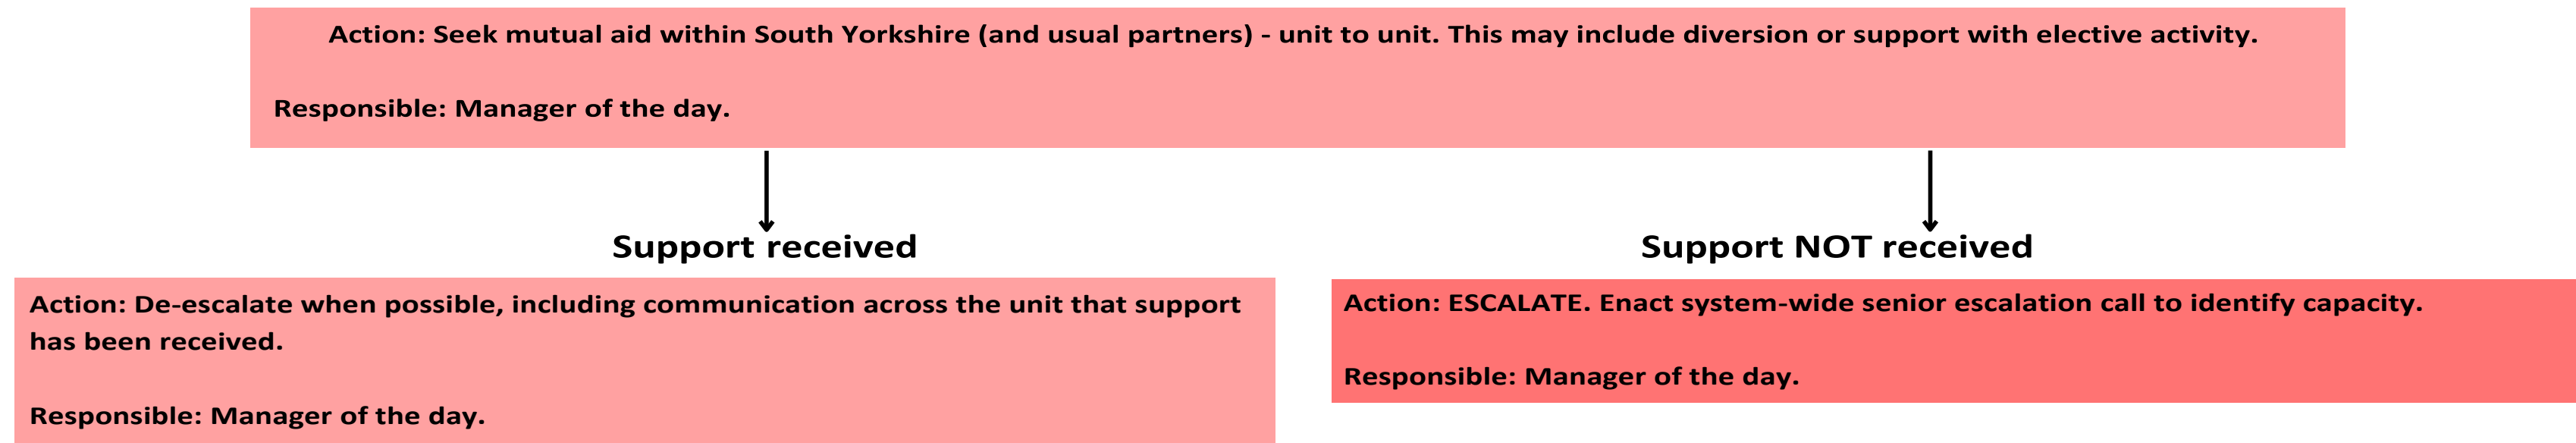 Action: Seek mutual aid within South Yorkshire (and usual partners) - unit to unit. This may include diversion or support with elective activity.
Responsible: Manager of the day.
Support received
Action: De-escalate when possible, including communication across the unit that support
has been received.
Responsible: Manager of the day.
Support NOT received
Action: ESCALATE. Enact system-wide senior escalation call to identify capacity.
Responsible: Manager of the day.